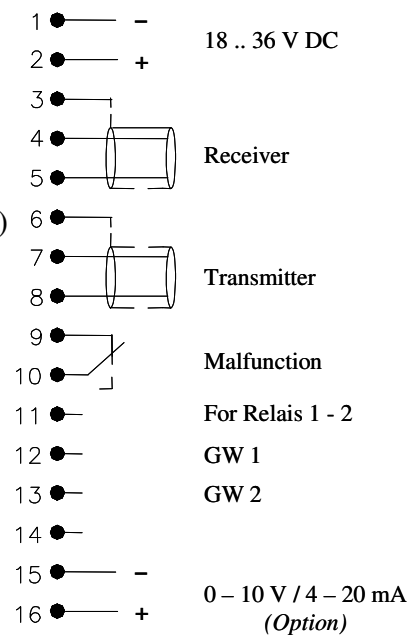 1 −
18 .. 36 V DC
2 +
3
4
Receiver
5
) 6
7
Transmitter
8
9
Malfunction
10
11 For Relais 1 - 2
12 GW 1
13 GW 2
14
15 −
0 – 10 V / 4 – 20 mA
16 +
(Option)